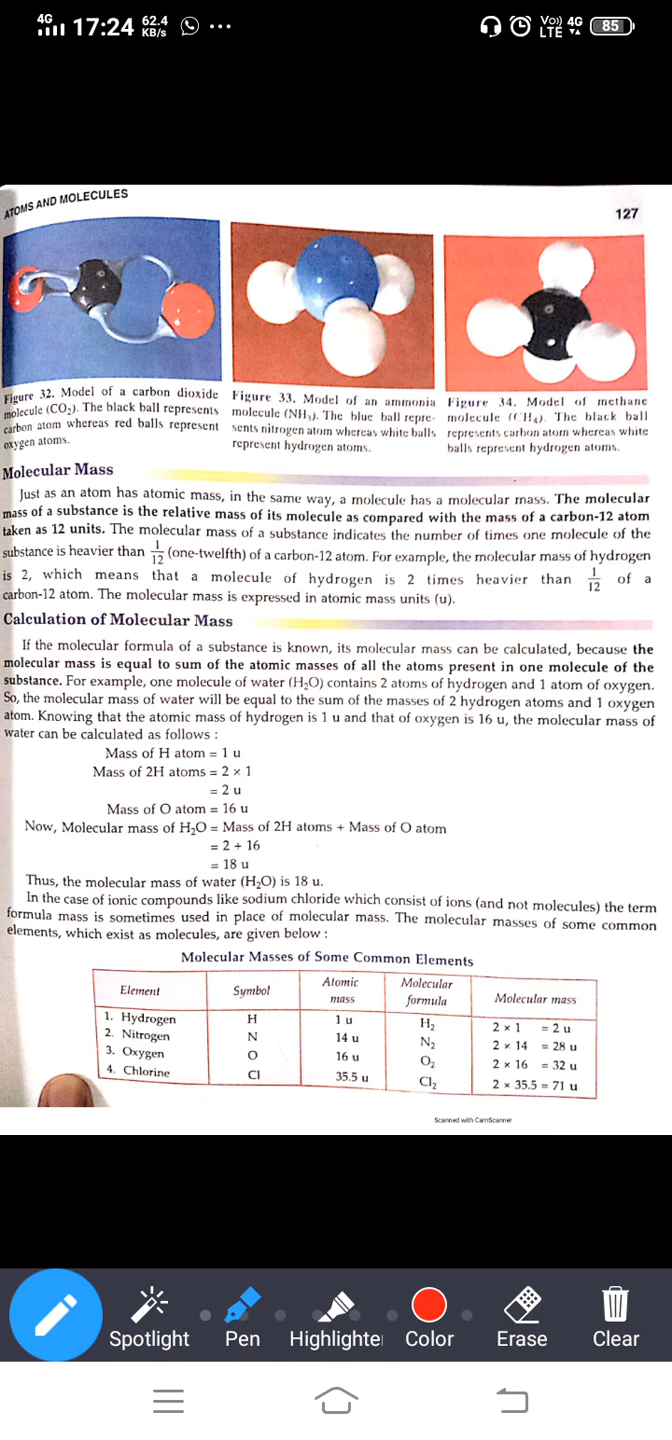 4G 17:24 62.4 KB/s ... Vo)) LTE 4G 85
ATOMS AND MOLECULES
127
Figure 32. Model of a carbon dioxide
molecule (CO₂). The black ball represents
carbon atom whereas red balls represent
oxygen atoms.
Figure 33. Model of an ammonia
molecule (NH₃). The blue ball repre-
sents nitrogen atom whereas white balls
represent hydrogen atoms.
Figure 34. Model of methane
molecule (CH₄). The black ball
represents carbon atom whereas white
balls represent hydrogen atoms.
Molecular Mass
Just as an atom has atomic mass, in the same way, a molecule has a molecular mass. The molecular
mass of a substance is the relative mass of its molecule as compared with the mass of a carbon-12 atom
taken as 12 units. The molecular mass of a substance indicates the number of times one molecule of the
substance is heavier than 1/12 (one-twelfth) of a carbon-12 atom. For example, the molecular mass of hydrogen
is 2, which means that a molecule of hydrogen is 2 times heavier than 1/12 of a
carbon-12 atom. The molecular mass is expressed in atomic mass units (u).
Calculation of Molecular Mass
If the molecular formula of a substance is known, its molecular mass can be calculated, because the
molecular mass is equal to sum of the atomic masses of all the atoms present in one molecule of the
substance. For example, one molecule of water (H₂O) contains 2 atoms of hydrogen and 1 atom of oxygen.
So, the molecular mass of water will be equal to the sum of the masses of 2 hydrogen atoms and 1 oxygen
atom. Knowing that the atomic mass of hydrogen is 1 u and that of oxygen is 16 u, the molecular mass of
water can be calculated as follows :
Mass of H atom = 1 u
Mass of 2H atoms = 2 × 1
= 2 u
Mass of O atom = 16 u
Now, Molecular mass of H₂O = Mass of 2H atoms + Mass of O atom
= 2 + 16
= 18 u
Thus, the molecular mass of water (H₂O) is 18 u.
In the case of ionic compounds like sodium chloride which consist of ions (and not molecules) the term
formula mass is sometimes used in place of molecular mass. The molecular masses of some common
elements, which exist as molecules, are given below :
Molecular Masses of Some Common Elements
Element Symbol Atomic mass Molecular formula Molecular mass
1. Hydrogen H 1 u H₂ 2 × 1 = 2 u
2. Nitrogen N 14 u N₂ 2 × 14 = 28 u
3. Oxygen O 16 u O₂ 2 × 16 = 32 u
4. Chlorine Cl 35.5 u Cl₂ 2 × 35.5 = 71 u
Scanned with CamScanner
Spotlight Pen Highlighte Color Erase Clear